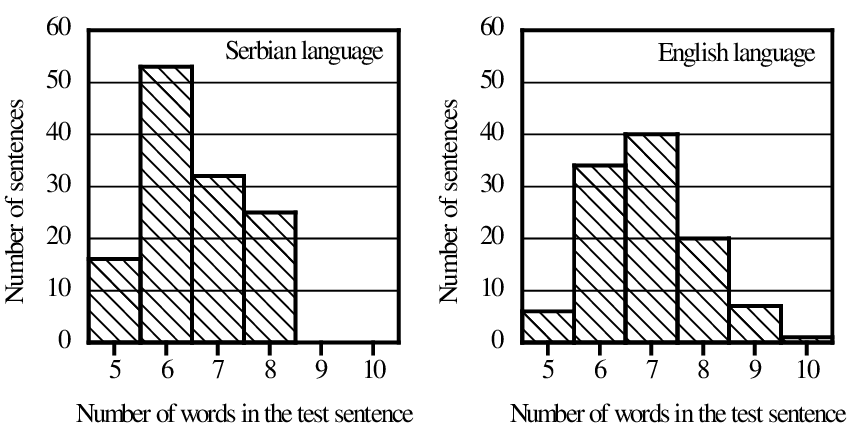 Serbian language
Number of sentences
60
50
40
30
20
10
0
5 6 7 8 9 10
Number of words in the test sentence
English language
Number of sentences
60
50
40
30
20
10
0
5 6 7 8 9 10
Number of words in the test sentence